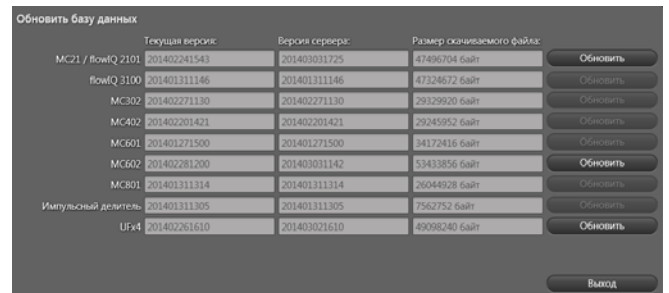 Обновить базу данных
Текущая версия: Версия сервера: Размер скачиваемого файла:
MC21 / flowIQ 2101 201402241543 201403031725 47496704 байт Обновить
flowIQ 3100 201401311146 201401311146 47324672 байт Обновить
MC302 201402271130 201402271130 29329920 байт Обновить
MC402 201402201421 201402201421 29245952 байт Обновить
MC601 201401271500 201401271500 34172416 байт Обновить
MC602 201402281200 201403031142 53433856 байт Обновить
MC801 201401311314 201401311314 26044928 байт Обновить
Импульсный делитель 201401311305 201401311305 7562752 байт Обновить
UFx4 201402261610 201403021610 49098240 байт Обновить
Выход